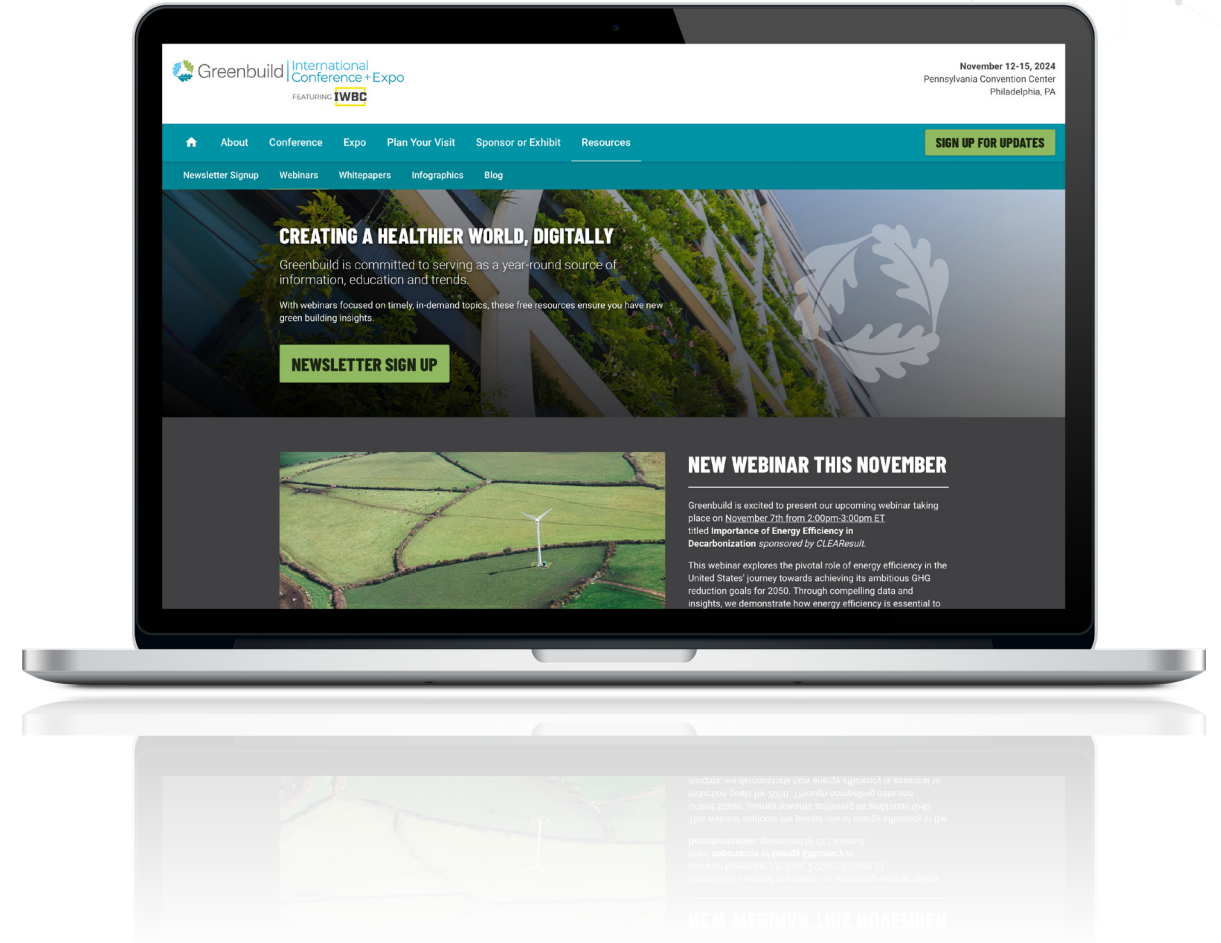 Greenbuild International
Conference + Expo
FEATURING IWBC
November 12-15, 2024
Pennsylvania Convention Center
Philadelphia, PA
About Conference Expo Plan Your Visit Sponsor or Exhibit Resources SIGN UP FOR UPDATES
Newsletter Signup Webinars Whitepapers Infographics Blog
CREATING A HEALTHIER WORLD, DIGITALLY
Greenbuild is committed to serving as a year-round source of
information, education and trends.
With webinars focused on timely, in-demand topics, these free resources ensure you have new
green building insights.
NEWSLETTER SIGN UP
NEW WEBINAR THIS NOVEMBER
Greenbuild is excited to present our upcoming webinar taking
place on November 7th from 2:00pm-3:00pm ET
titled Importance of Energy Efficiency in
Decarbonization sponsored by CLEAResult.
This webinar explores the pivotal role of energy efficiency in the
United States' journey towards achieving its ambitious GHG
reduction goals for 2050. Through compelling data and
insights, we demonstrate how energy efficiency is essential to